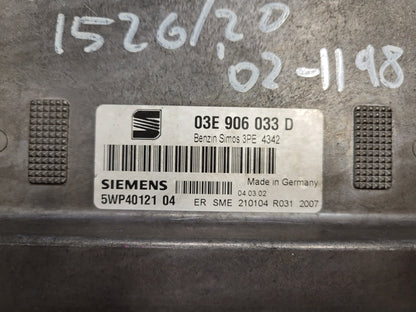 1526/20
'02-1198
03E 906 033 D
Benzin Simos 3PE 4342
SIEMENS
Made in Germany
04.03.02
5WP40121 04
ER SME 210104 R031 2007